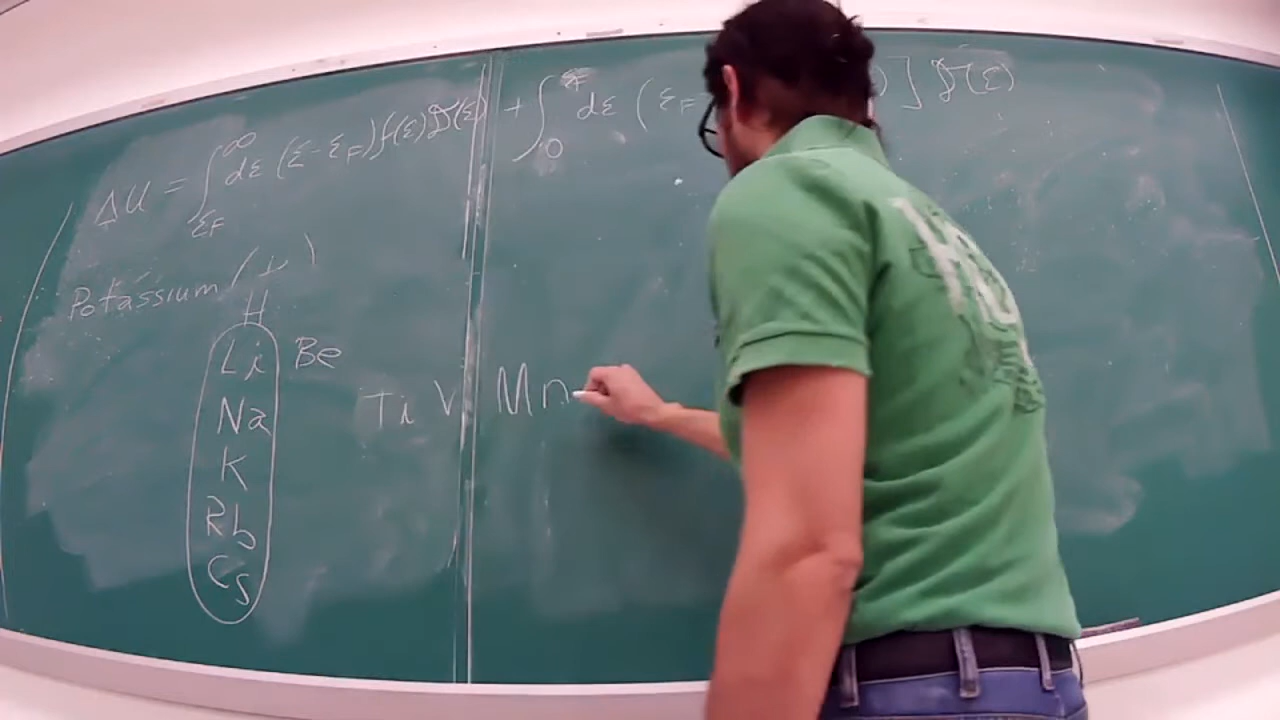 ΔU = ∫_{ε_F}^{∞} dε (ε-ε_F) f(ε) 𝒟(ε) + ∫_0^{ε_F} dε (ε_F ) ] 𝒟(ε)
Potassium ( )
H
Li Be
Ti V Mn
Na
K
Rb
Cs